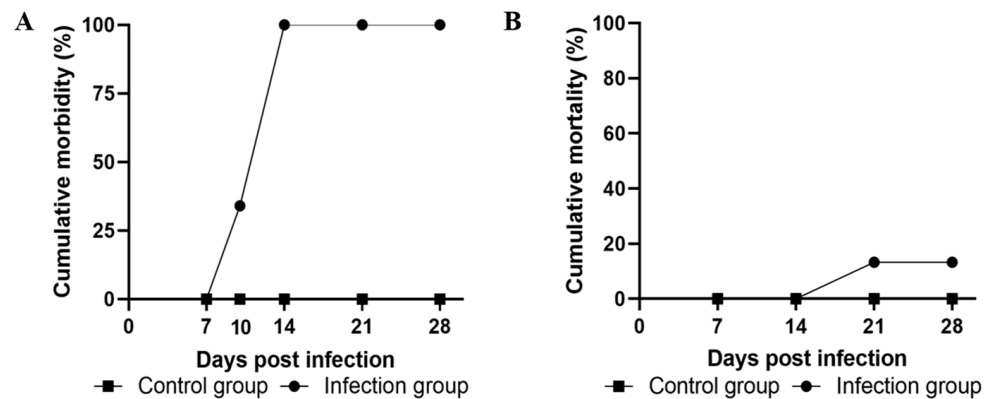 A
Cumulative morbidity (%)
100
75
50
25
0
0 7 10 14 21 28
Days post infection
Control group Infection group
B
Cumulative mortality (%)
100
80
60
40
20
0
0 7 14 21 28
Days post infection
Control group Infection group